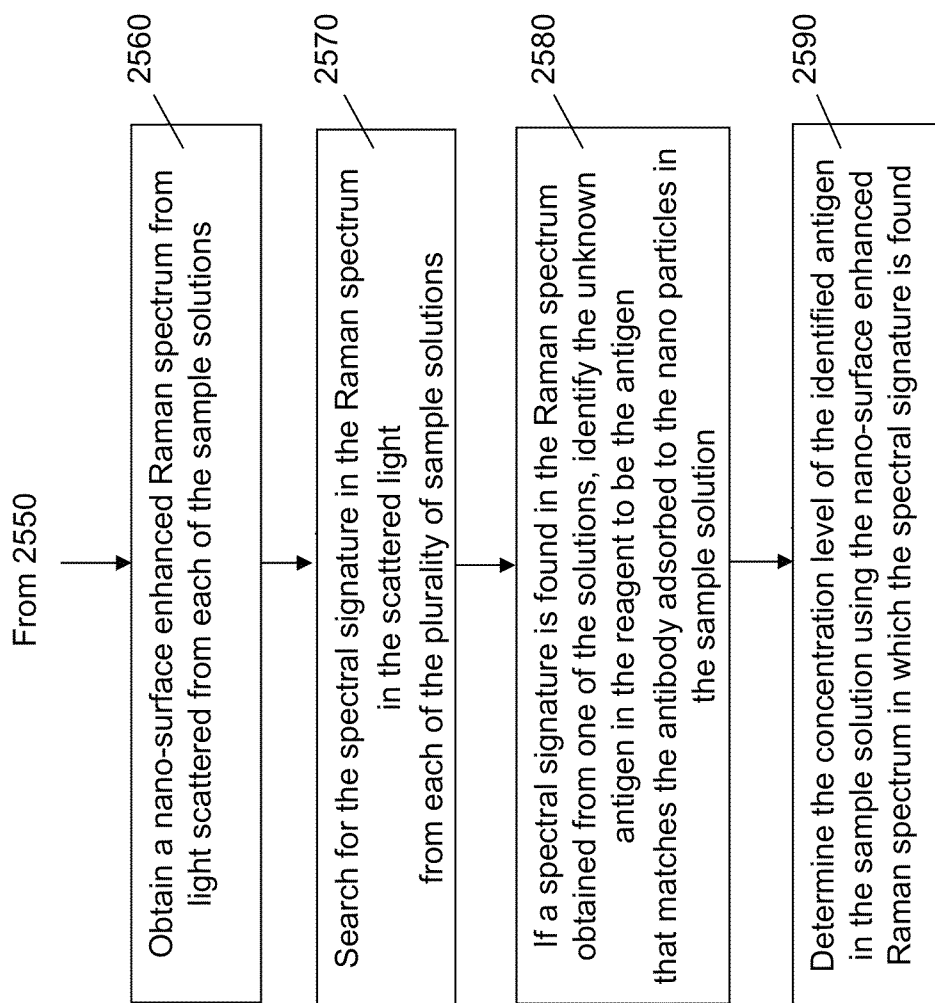 From 2550
2560
Obtain a nano-surface enhanced Raman spectrum from
light scattered from each of the sample solutions
2570
Search for the spectral signature in the Raman spectrum
in the scattered light
from each of the plurality of sample solutions
2580
If a spectral signature is found in the Raman spectrum
obtained from one of the solutions, identify the unknown
antigen in the reagent to be the antigen
that matches the antibody adsorbed to the nano particles in
the sample solution
2590
Determine the concentration level of the identified antigen
in the sample solution using the nano-surface enhanced
Raman spectrum in which the spectral signature is found